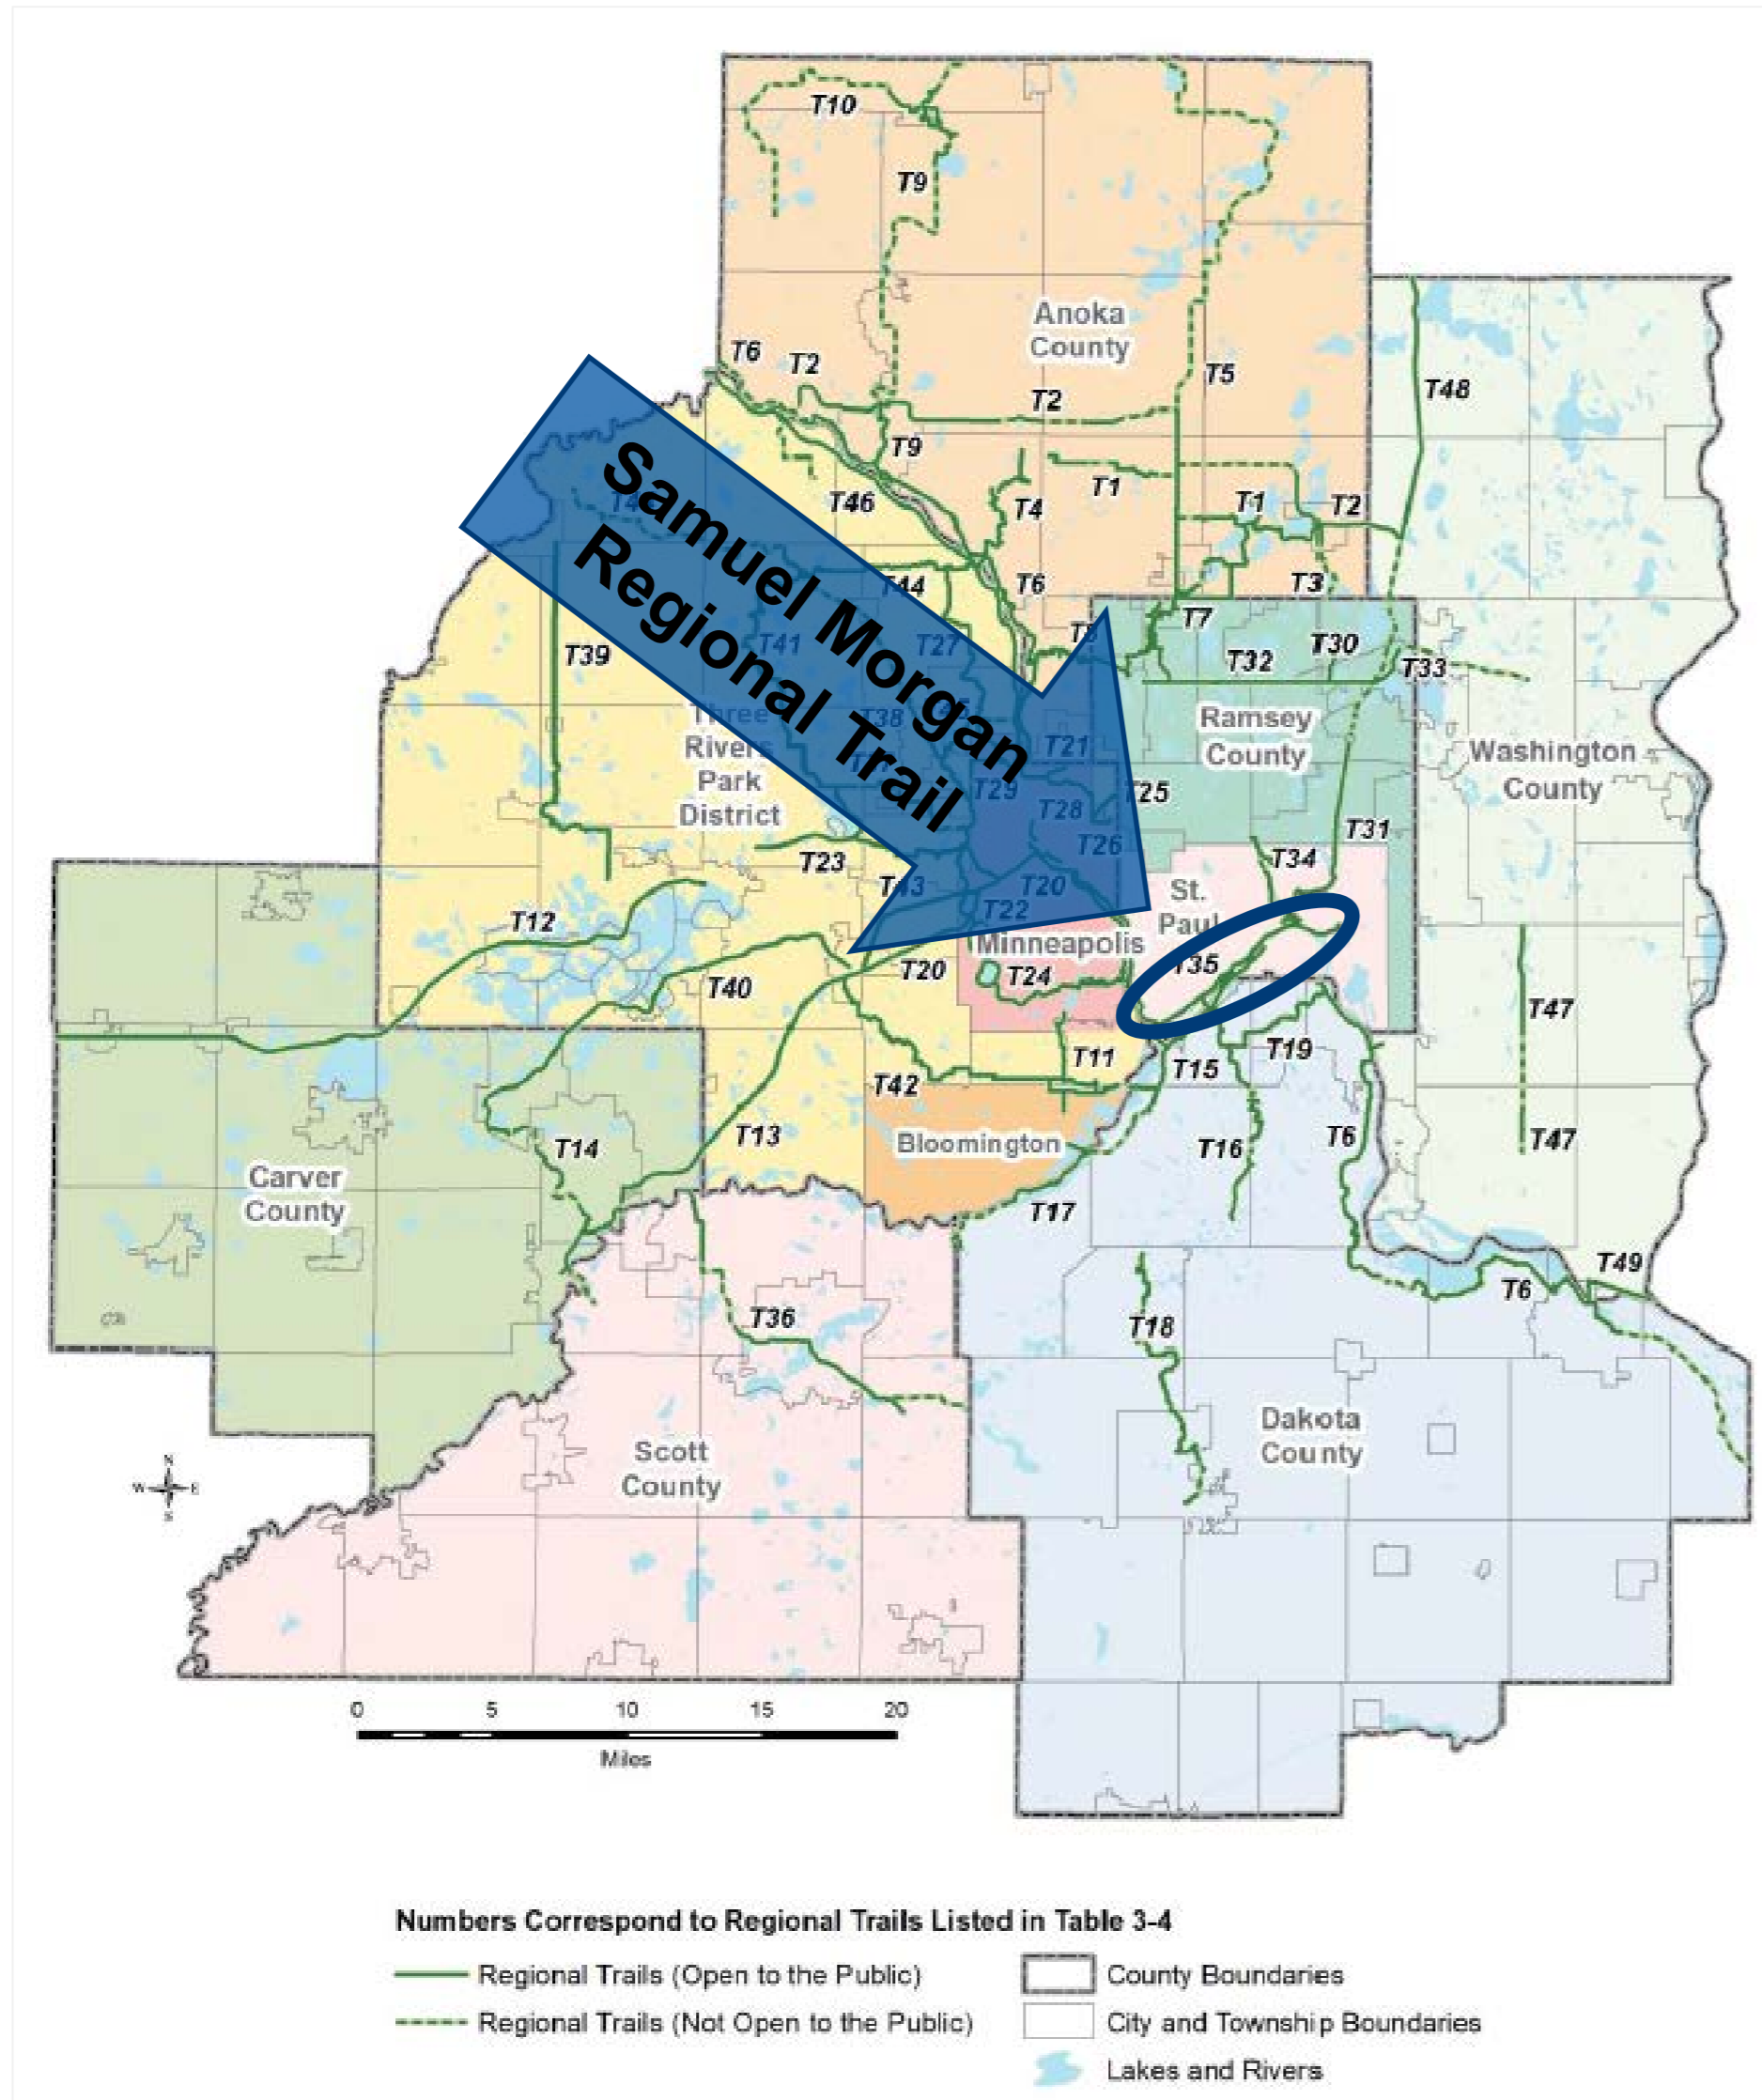 T10
T9
Anoka
County
T6
T2
T5
T48
T2
T9
T1
T46
T4
T1
T2
Samuel Morgan
Regional Trail
T44
T6
T3
T7
T39
T41
T27
T32
T30
T33
Three
Rivers
Park
District
T38
T21
Ramsey
County
Washington
County
T29
T28
T25
T26
T31
T23
T34
T43
T20
St.
Paul
T12
T22
Minneapolis
T35
T20
T24
T40
T47
T11
T15
T19
T42
T13
T14
Bloomington
T16
T6
T47
Carver
County
T17
T49
T6
T36
T18
Dakota
County
Scott
County
N
W E
S
0 5 10 15 20
Miles
Numbers Correspond to Regional Trails Listed in Table 3-4
Regional Trails (Open to the Public)
County Boundaries
Regional Trails (Not Open to the Public)
City and Township Boundaries
Lakes and Rivers